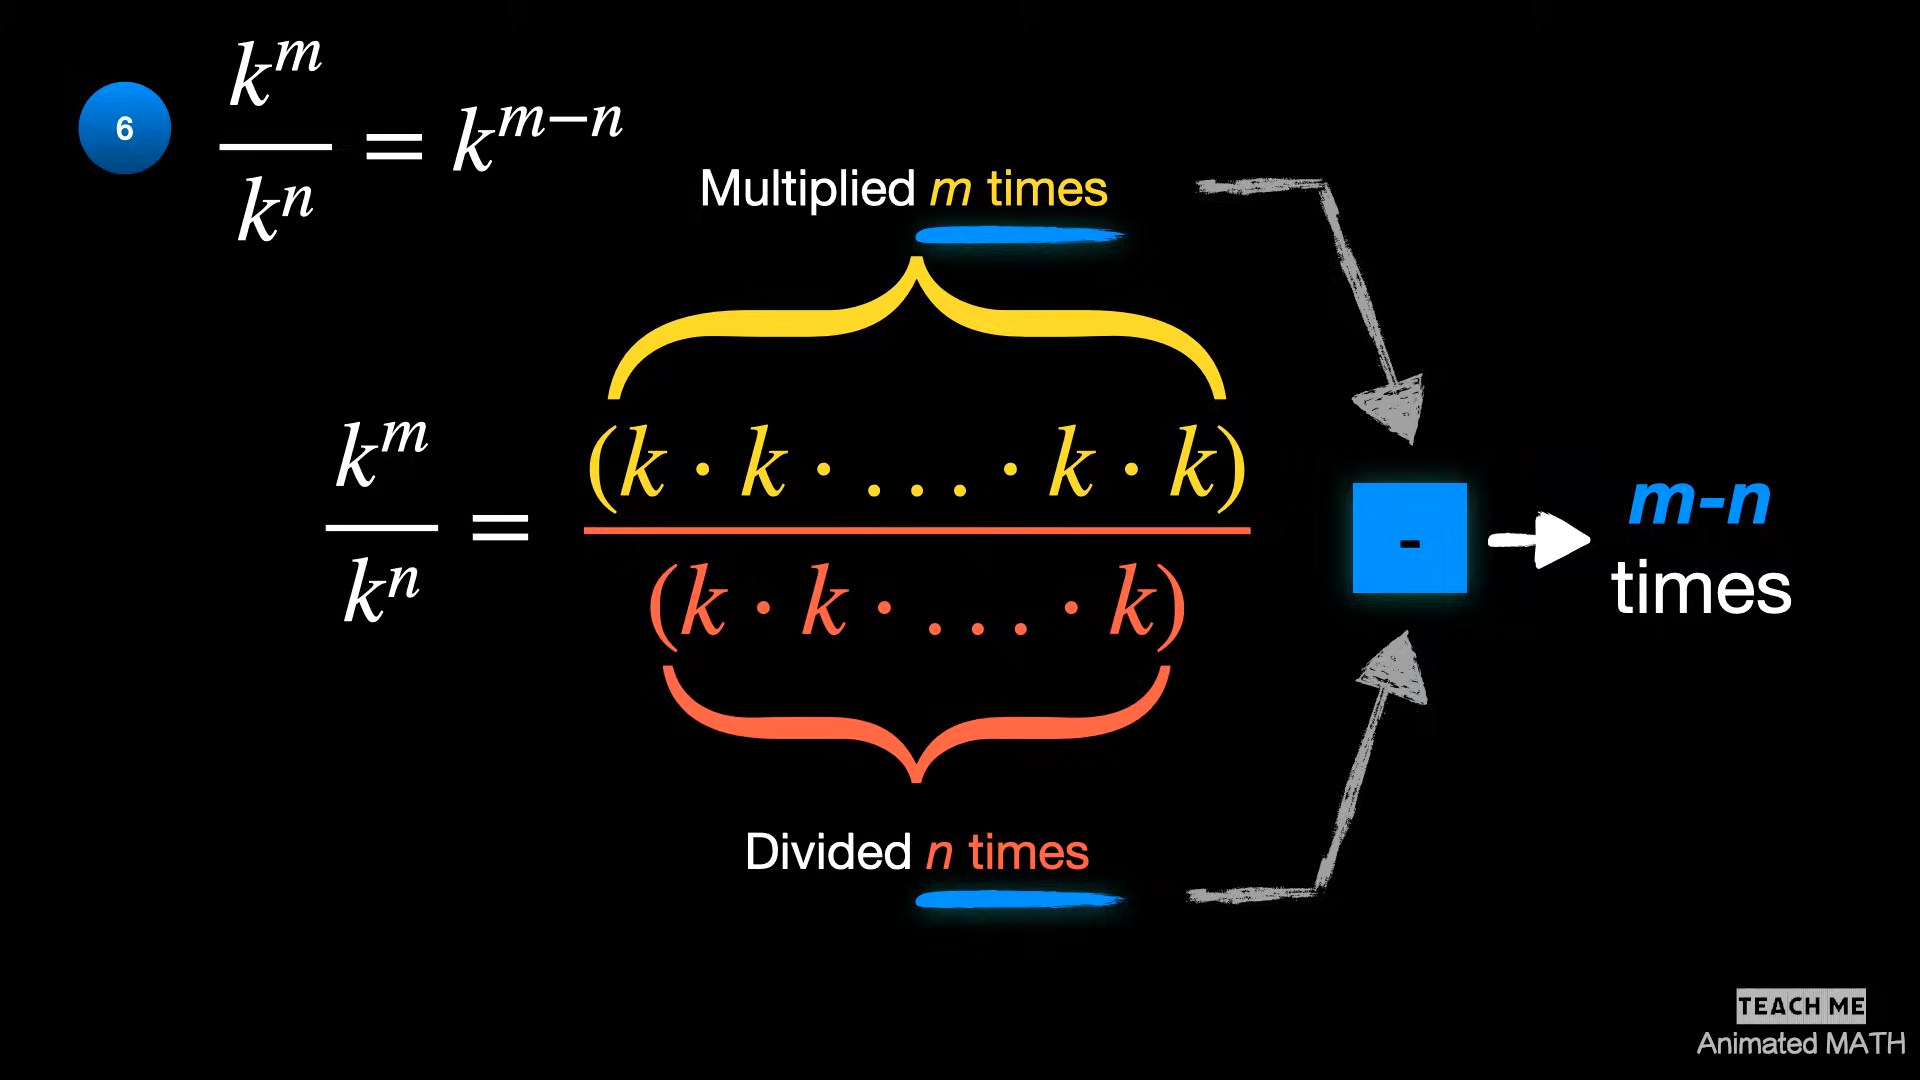 6
k^m / k^n = k^{m−n}
Multiplied m times
k^m / k^n = (k · k · . . . · k · k) / (k · k · . . . · k)
-
m-n
times
Divided n times
TEACH ME
Animated MATH